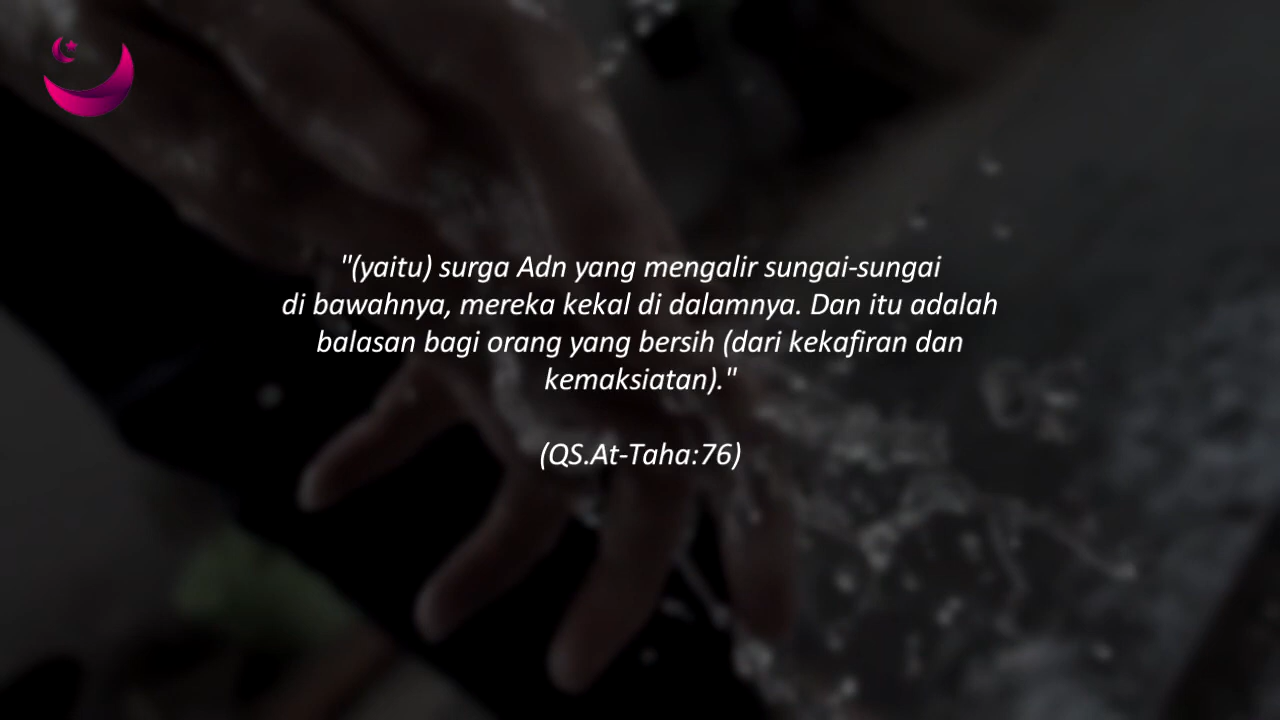 "(yaitu) surga Adn yang mengalir sungai-sungai
di bawahnya, mereka kekal di dalamnya. Dan itu adalah
balasan bagi orang yang bersih (dari kekafiran dan
kemaksiatan)."
(QS.At-Taha:76)